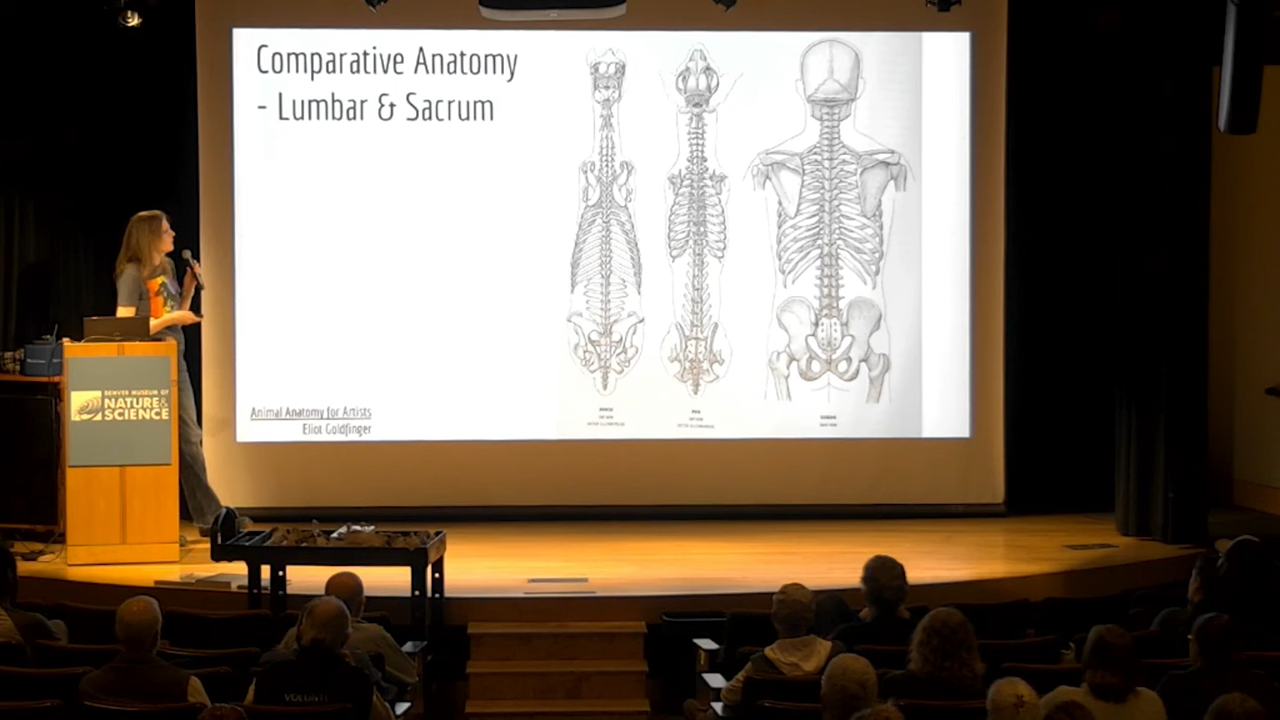 Comparative Anatomy
- Lumbar & Sacrum
Animal Anatomy for Artists
Eliot Goldfinger
DENVER MUSEUM OF
NATURE &
SCIENCE